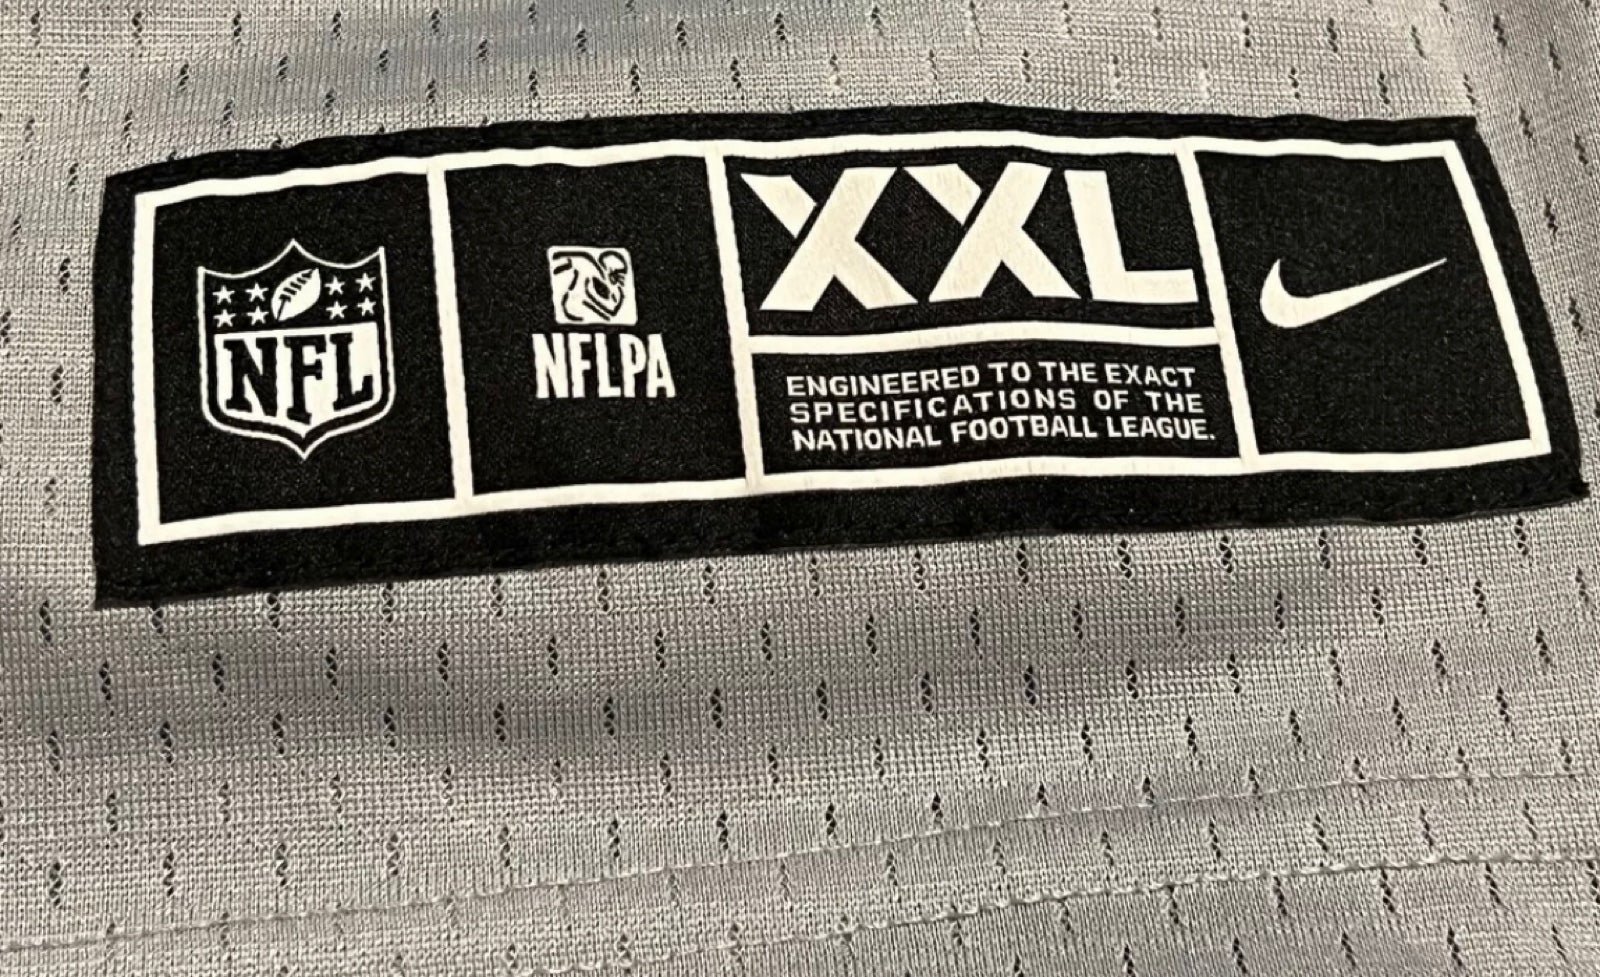 NFL
NFLPA
XXL
ENGINEERED TO THE EXACT
SPECIFICATIONS OF THE
NATIONAL FOOTBALL LEAGUE.